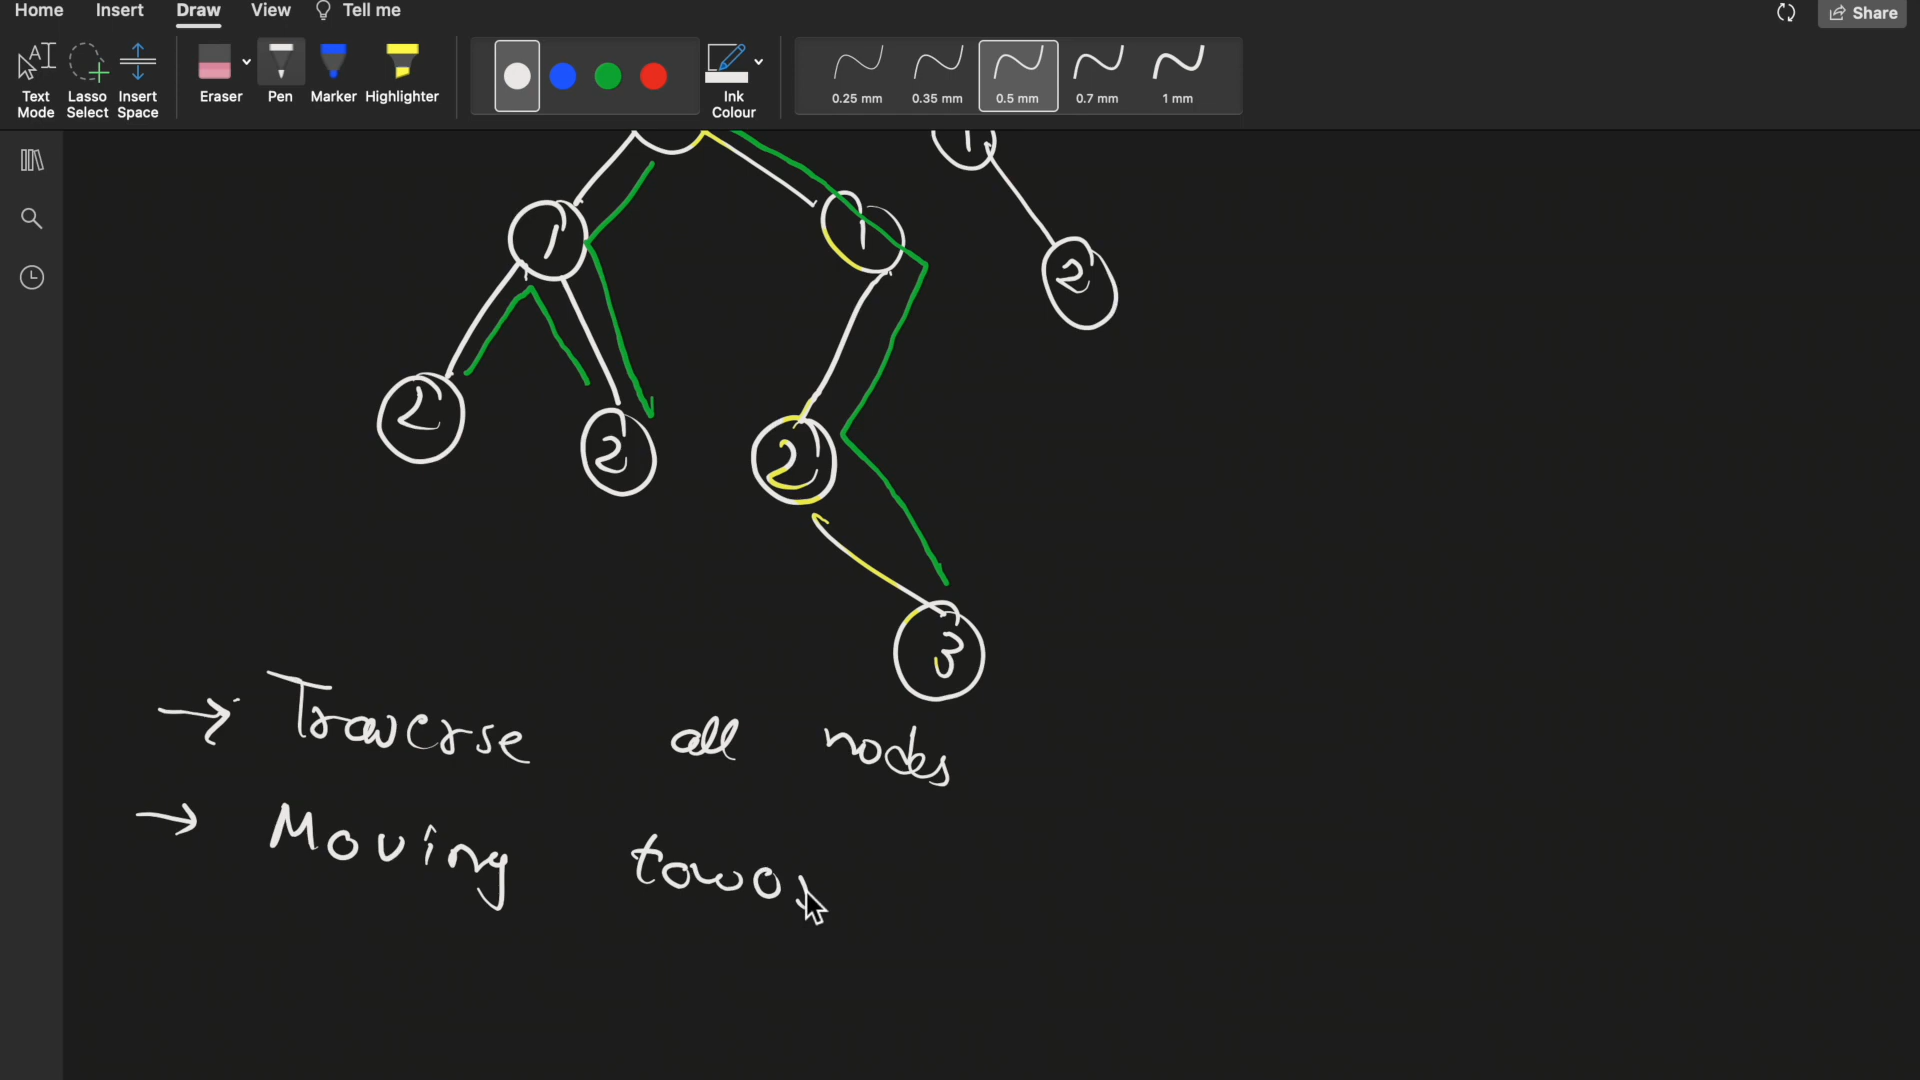 Home Insert Draw View Tell me
Share
Text Mode Lasso Select Insert Space Eraser Pen Marker Highlighter Ink Colour 0.25 mm 0.35 mm 0.5 mm 0.7 mm 1 mm
1
1 1
2
2 2 2
3
→ Traverse all nodes
→ Moving